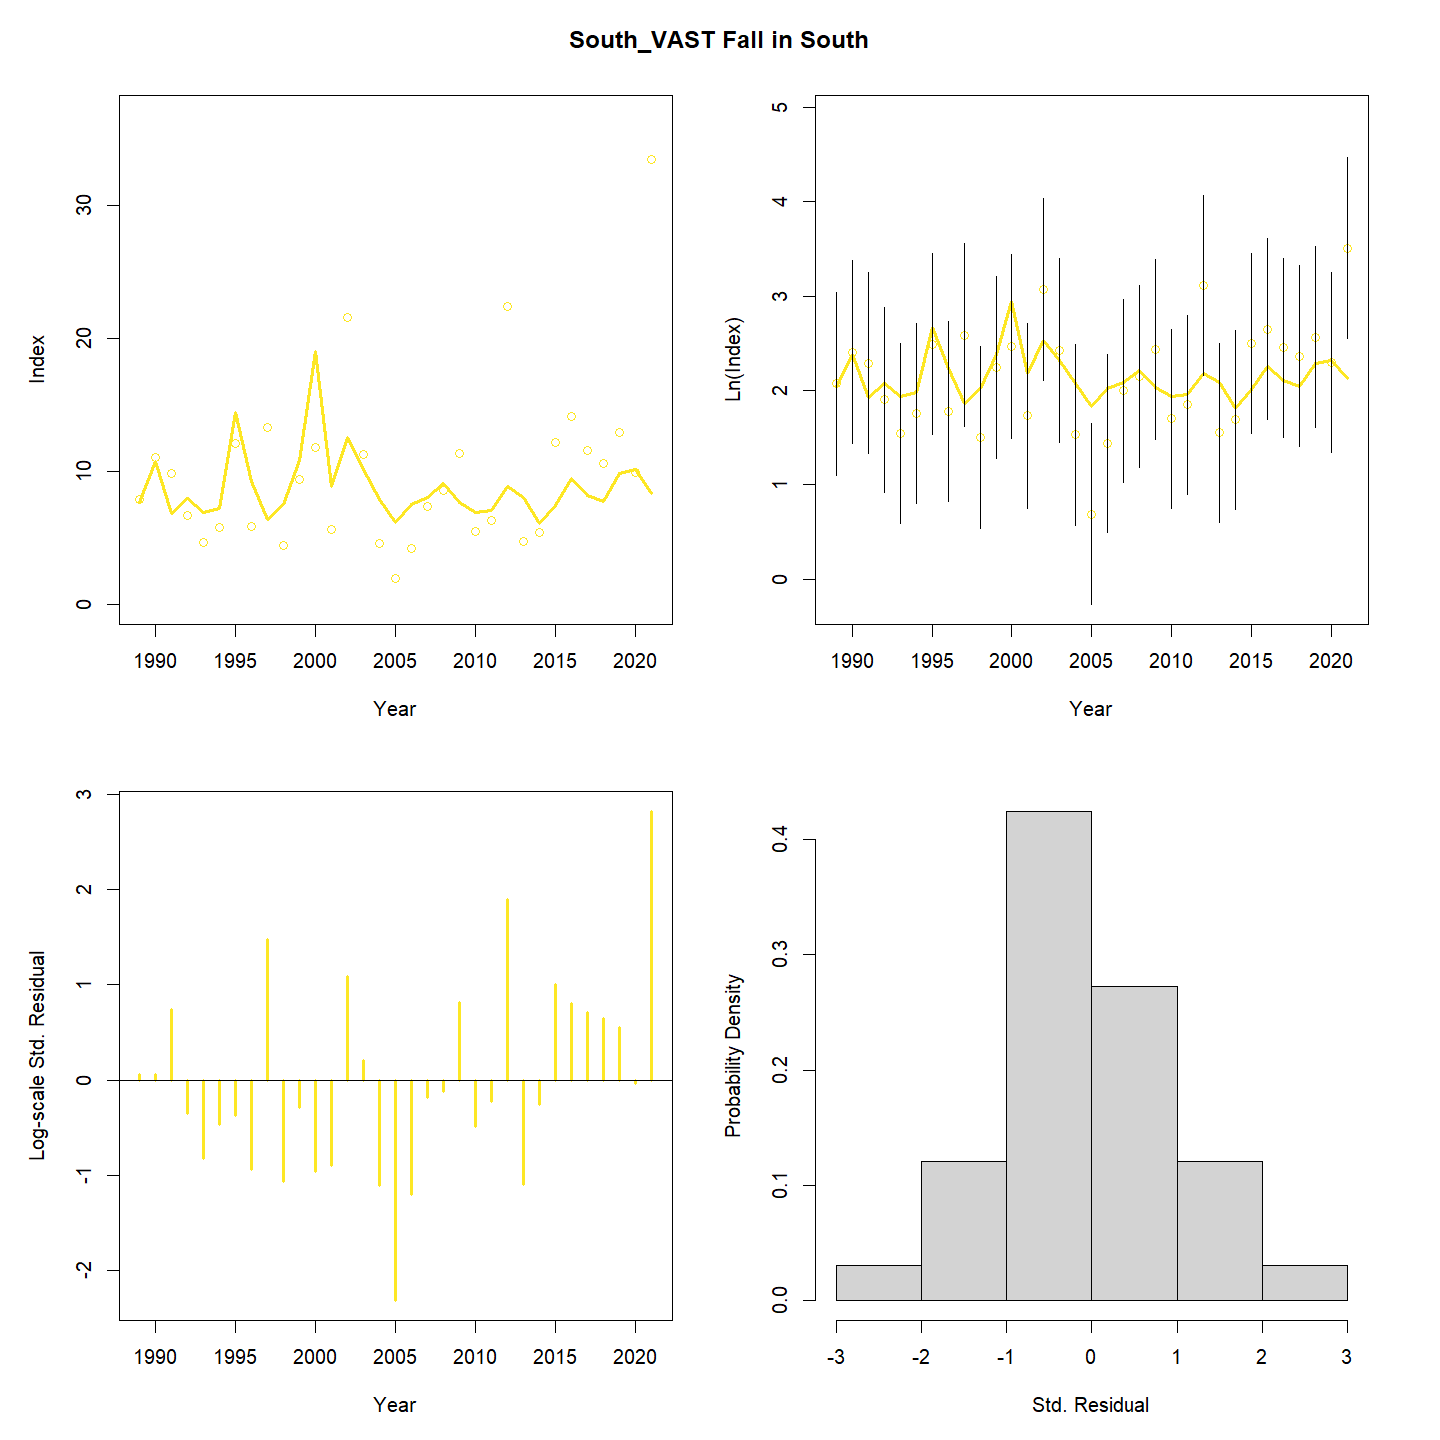 South_VAST Fall in South
Index
0 10 20 30
1990 1995 2000 2005 2010 2015 2020
Year
Ln(Index)
0 1 2 3 4 5
1990 1995 2000 2005 2010 2015 2020
Year
Log-scale Std. Residual
-2 -1 0 1 2 3
1990 1995 2000 2005 2010 2015 2020
Year
Probability Density
0.0 0.1 0.2 0.3 0.4
-3 -2 -1 0 1 2 3
Std. Residual